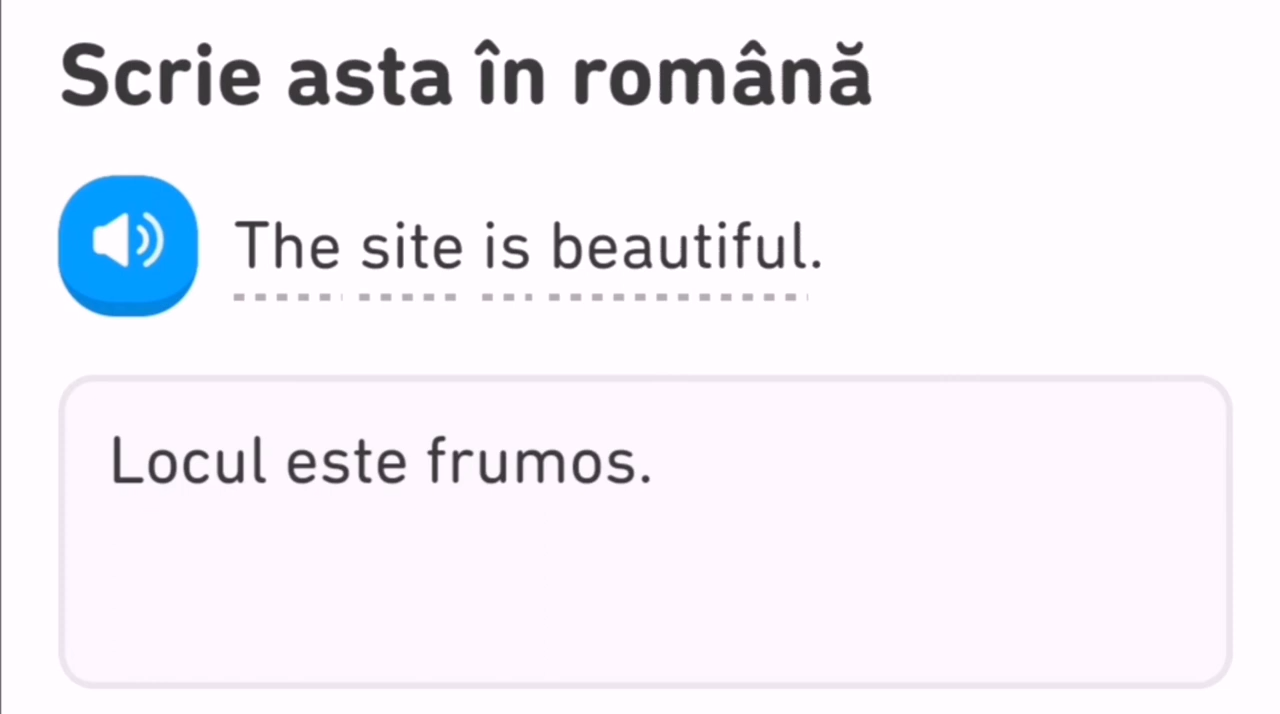 Scrie asta în română
The site is beautiful.
Locul este frumos.